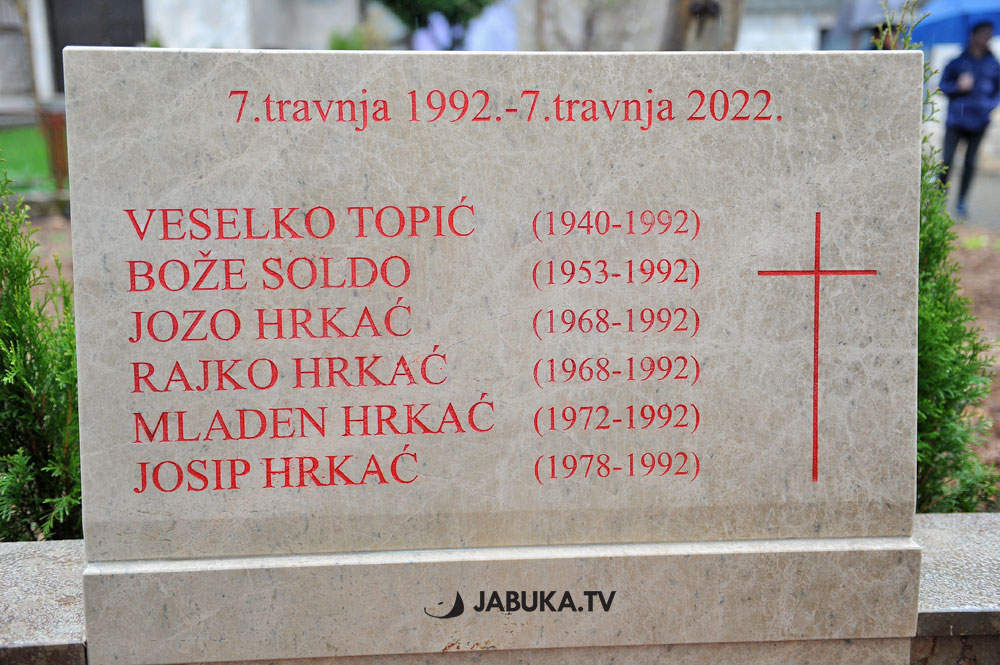 7.travnja 1992.-7.travnja 2022.
VESELKO TOPIĆ (1940-1992)
BOŽE SOLDO (1953-1992)
JOZO HRKAĆ (1968-1992)
RAJKO HRKAĆ (1968-1992)
MLADEN HRKAĆ (1972-1992)
JOSIP HRKAĆ (1978-1992)
JABUKA.TV